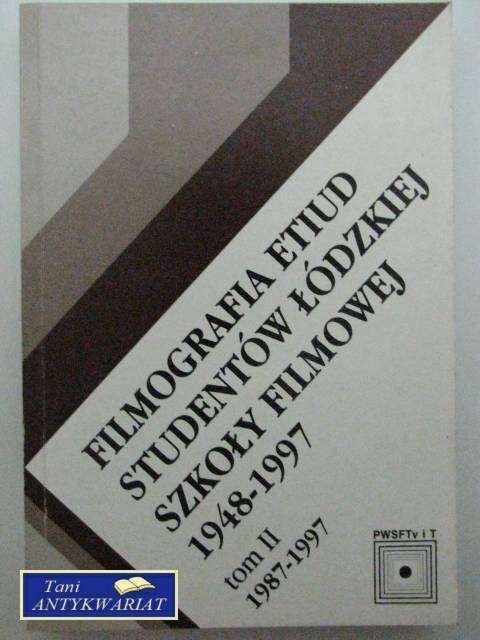 FILMOGRAFIA ETIUD
STUDENTÓW ŁÓDZKIEJ
SZKOŁY FILMOWEJ
1948-1997
tom II
1987-1997
PWSFTv i T
Tani
ANTYKWARIAT